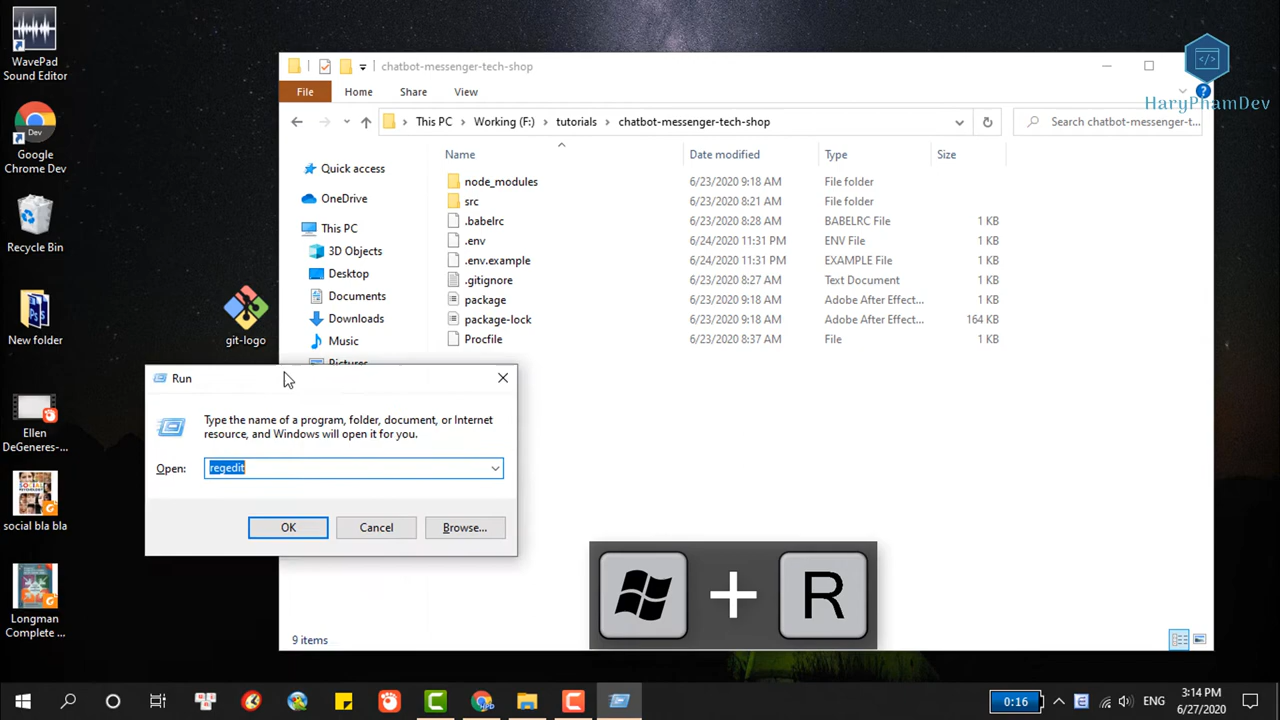 WavePad
Sound Editor
Google
Chrome Dev
Dev
Recycle Bin
New folder
Ellen
DeGeneres-...
social bla bla
Longman
Complete ...
git-logo
chatbot-messenger-tech-shop
File
Home
Share
View
?
HaryPhamDev
</>
This PC
Working (F:)
tutorials
chatbot-messenger-tech-shop
Search chatbot-messenger-t...
Name
Date modified
Type
Size
Quick access
OneDrive
This PC
3D Objects
Desktop
Documents
Downloads
Music
Pictures
node_modules 6/23/2020 9:18 AM File folder
src 6/23/2020 8:21 AM File folder
.babelrc 6/23/2020 8:28 AM BABELRC File 1 KB
.env 6/24/2020 11:31 PM ENV File 1 KB
.env.example 6/24/2020 11:31 PM EXAMPLE File 1 KB
.gitignore 6/23/2020 8:27 AM Text Document 1 KB
package 6/23/2020 9:18 AM Adobe After Effect... 1 KB
package-lock 6/23/2020 9:18 AM Adobe After Effect... 164 KB
Procfile 6/23/2020 8:37 AM File 1 KB
Run
Type the name of a program, folder, document, or Internet
resource, and Windows will open it for you.
Open: regedit
OK
Cancel
Browse...
+ R
9 items
0:16
ENG
3:14 PM
6/27/2020